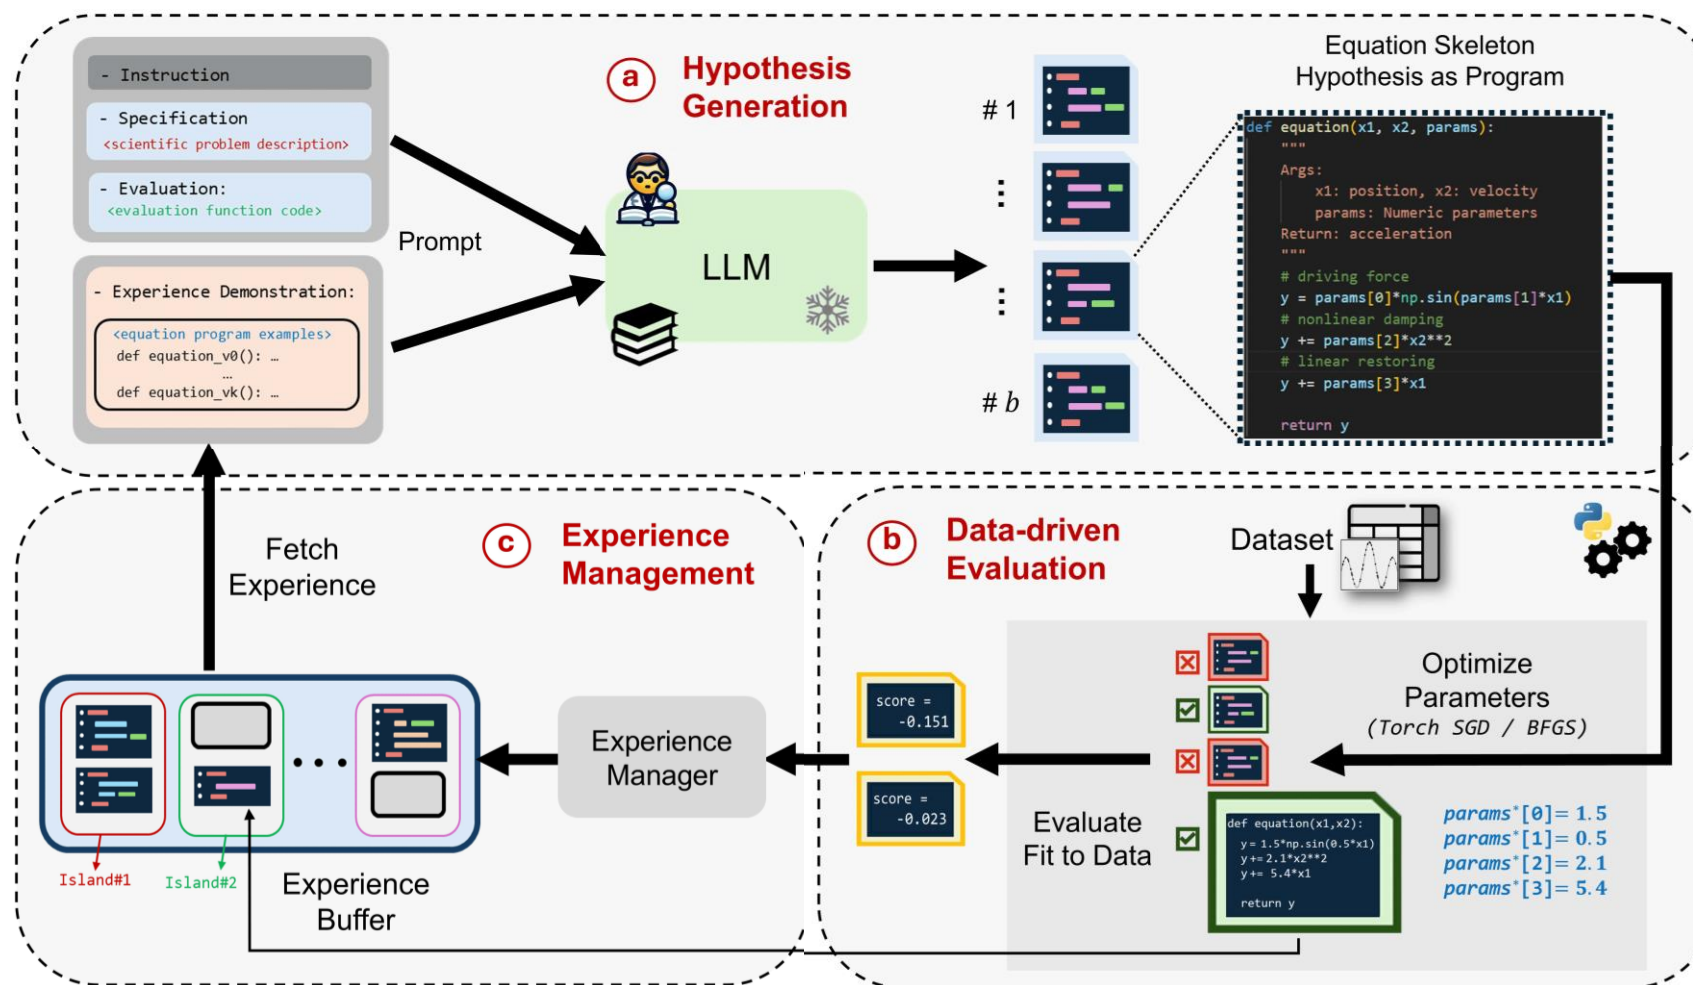 - Instruction
- Specification
<scientific problem description>
- Evaluation:
<evaluation function code>
- Experience Demonstration:
<equation program examples>
def equation_v0(): …
…
def equation_vk(): …
Prompt
a
Hypothesis
Generation
LLM
# 1
# b
Equation Skeleton
Hypothesis as Program
def equation(x1, x2, params):
"""
Args:
x1: position, x2: velocity
params: Numeric parameters
Return: acceleration
"""
# driving force
y = params[0]*np.sin(params[1]*x1)
# nonlinear damping
y += params[2]*x2**2
# linear restoring
y += params[3]*x1
return y
b
Data-driven
Evaluation
Dataset
Optimize
Parameters
(Torch SGD / BFGS)
params*[0]= 1.5
params*[1]= 0.5
params*[2]= 2.1
params*[3]= 5.4
Evaluate
Fit to Data
def equation(x1,x2):
y = 1.5*np.sin(0.5*x1)
y +=2.1*x2**2
y += 5.4*x1
return y
score =
-0.151
score =
-0.023
c
Experience
Management
Fetch
Experience
Experience
Manager
Island#1
Island#2
Experience
Buffer